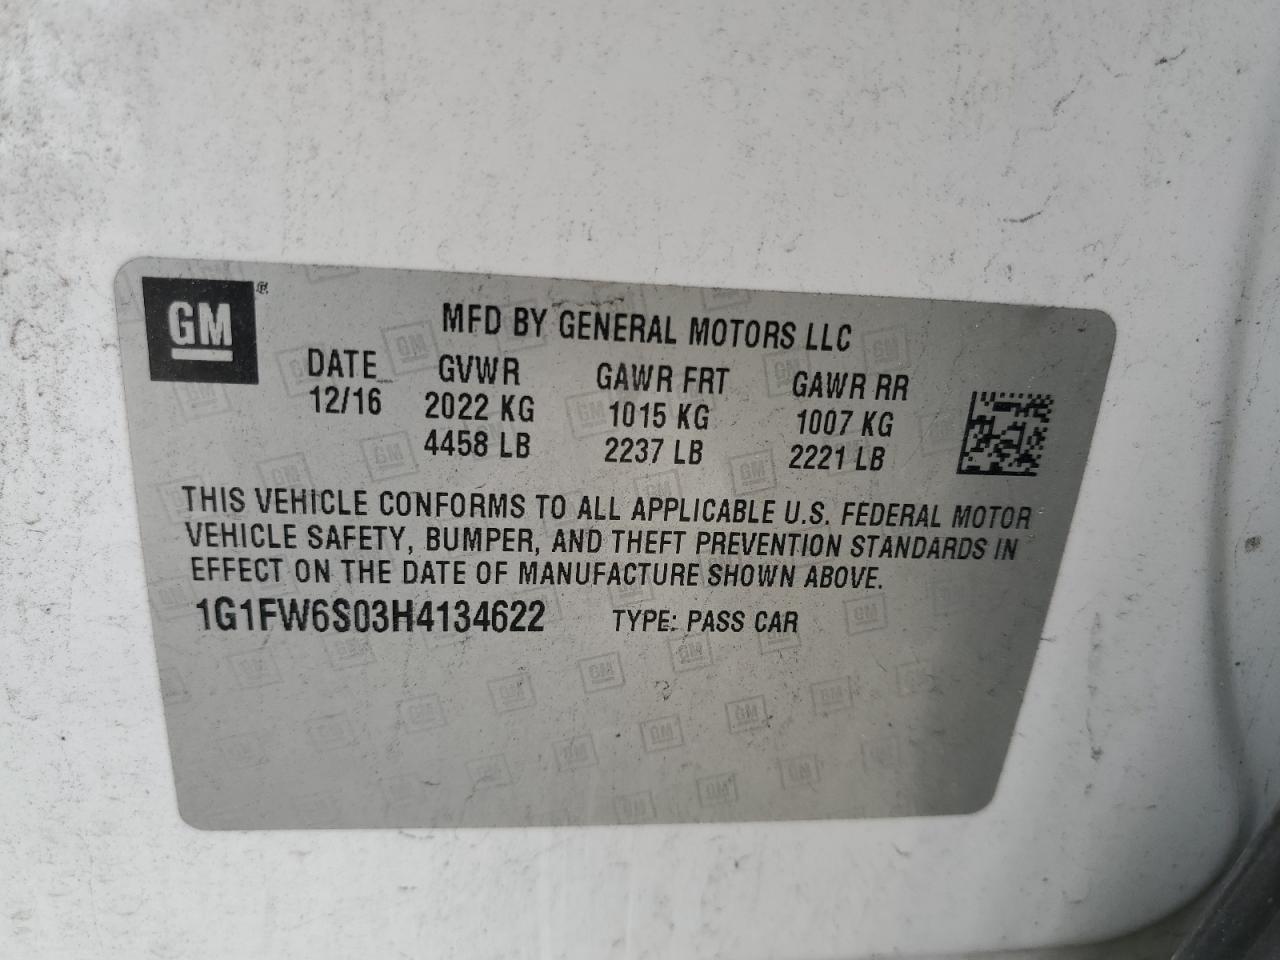 GM ®
MFD BY GENERAL MOTORS LLC
DATE GVWR GAWR FRT GAWR RR
12/16 2022 KG 1015 KG 1007 KG
4458 LB 2237 LB 2221 LB
THIS VEHICLE CONFORMS TO ALL APPLICABLE U.S. FEDERAL MOTOR
VEHICLE SAFETY, BUMPER, AND THEFT PREVENTION STANDARDS IN
EFFECT ON THE DATE OF MANUFACTURE SHOWN ABOVE.
1G1FW6S03H4134622 TYPE: PASS CAR